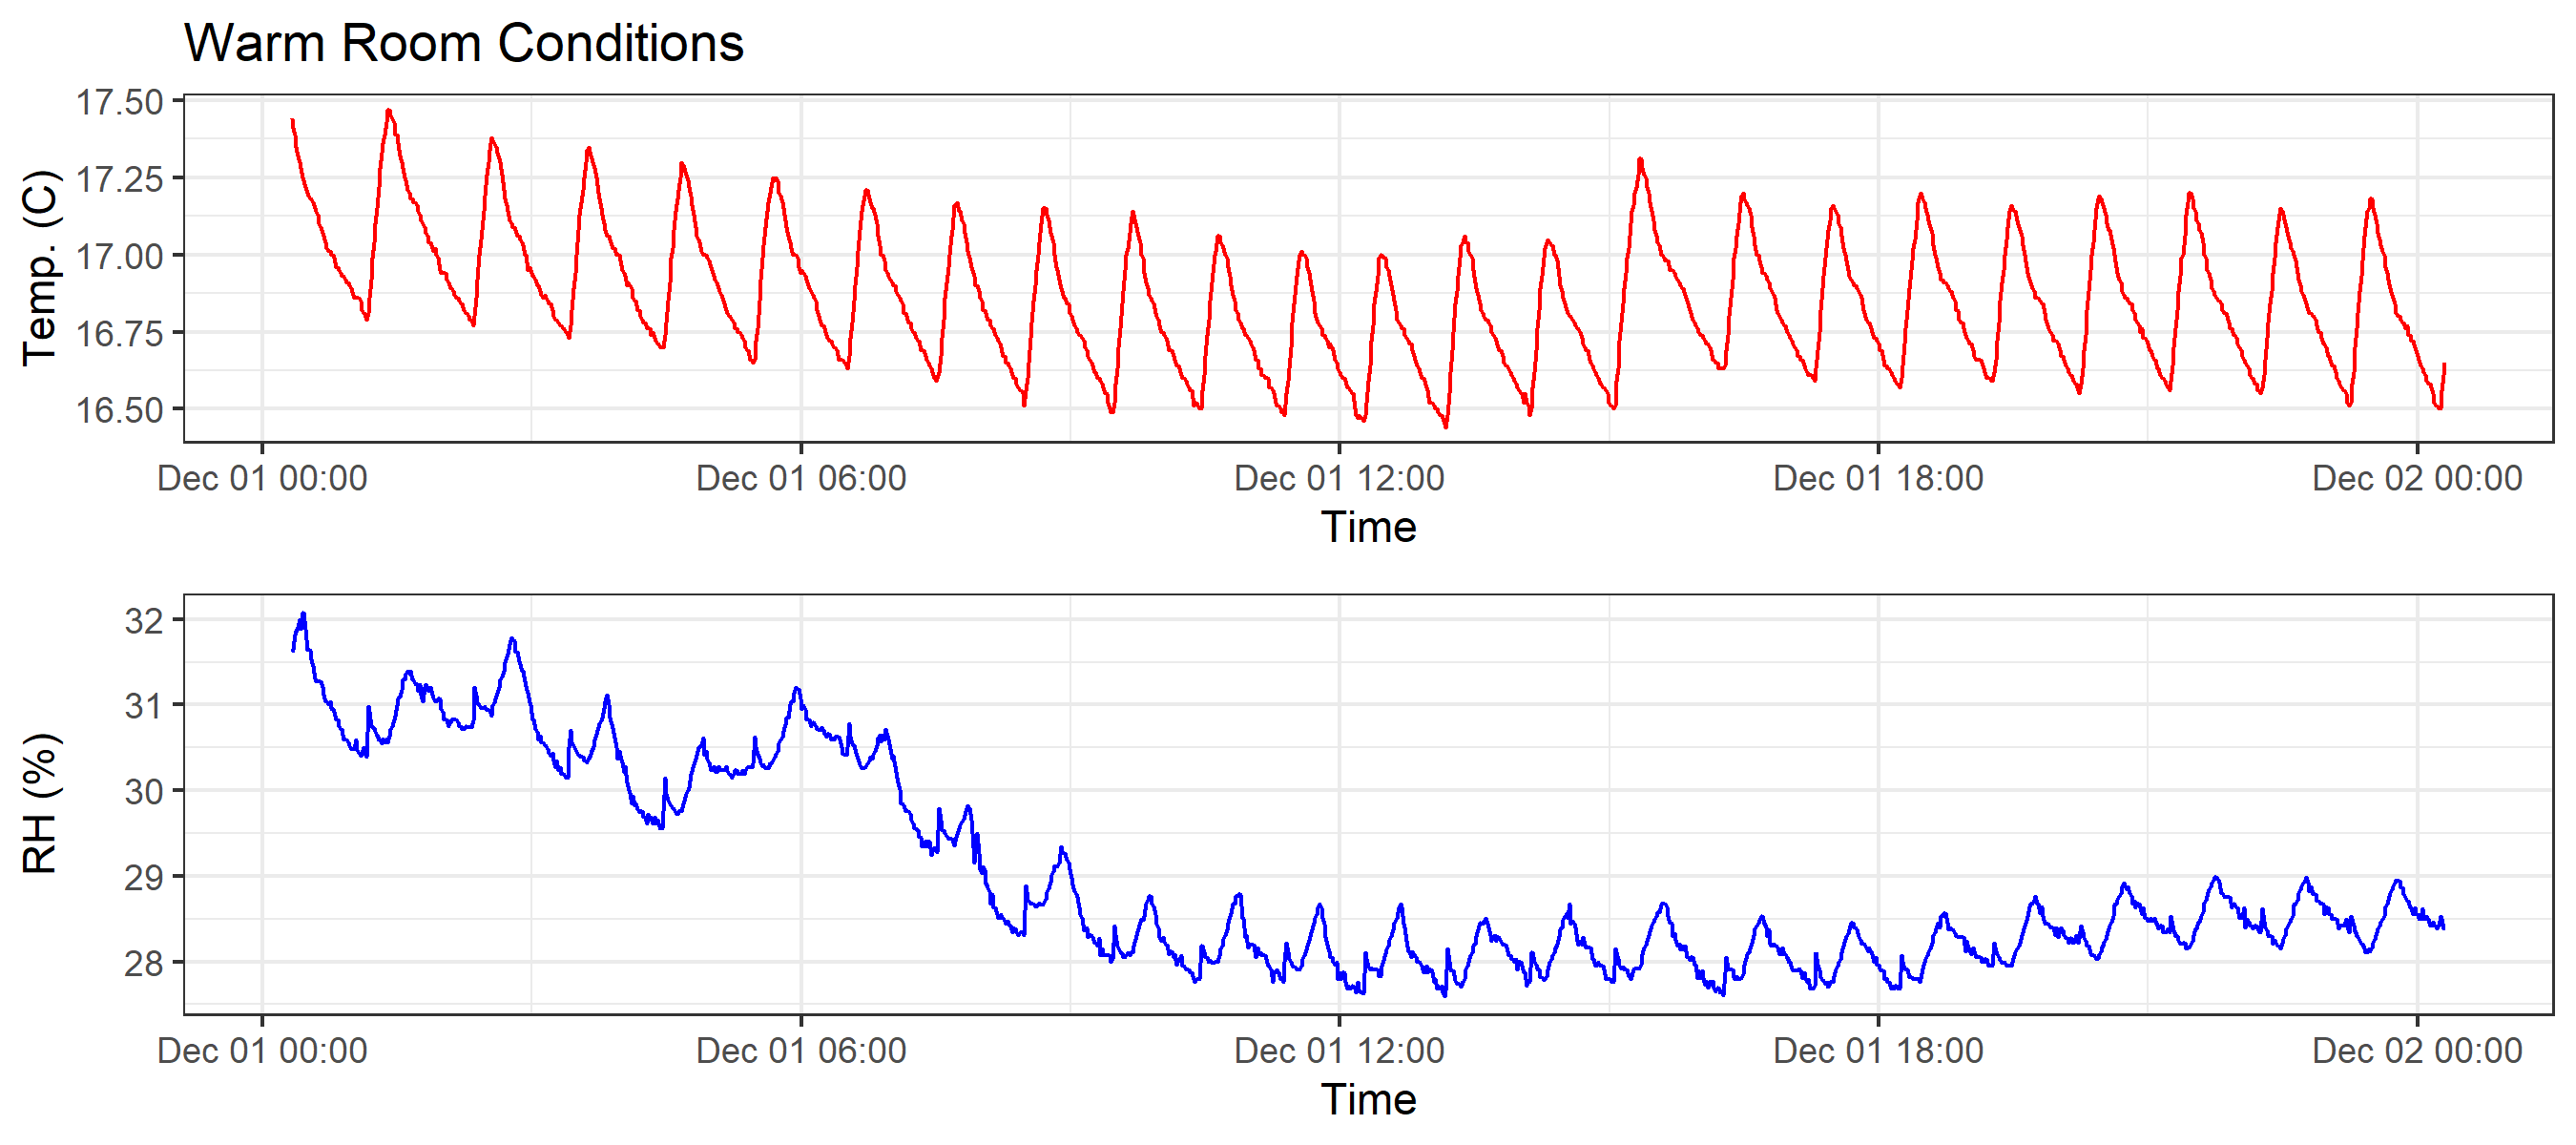 Warm Room Conditions
17.50
17.25
17.00
16.75
16.50
Temp. (C)
Dec 01 00:00 Dec 01 06:00 Dec 01 12:00 Dec 01 18:00 Dec 02 00:00
Time
32
31
30
29
28
RH (%)
Dec 01 00:00 Dec 01 06:00 Dec 01 12:00 Dec 01 18:00 Dec 02 00:00
Time